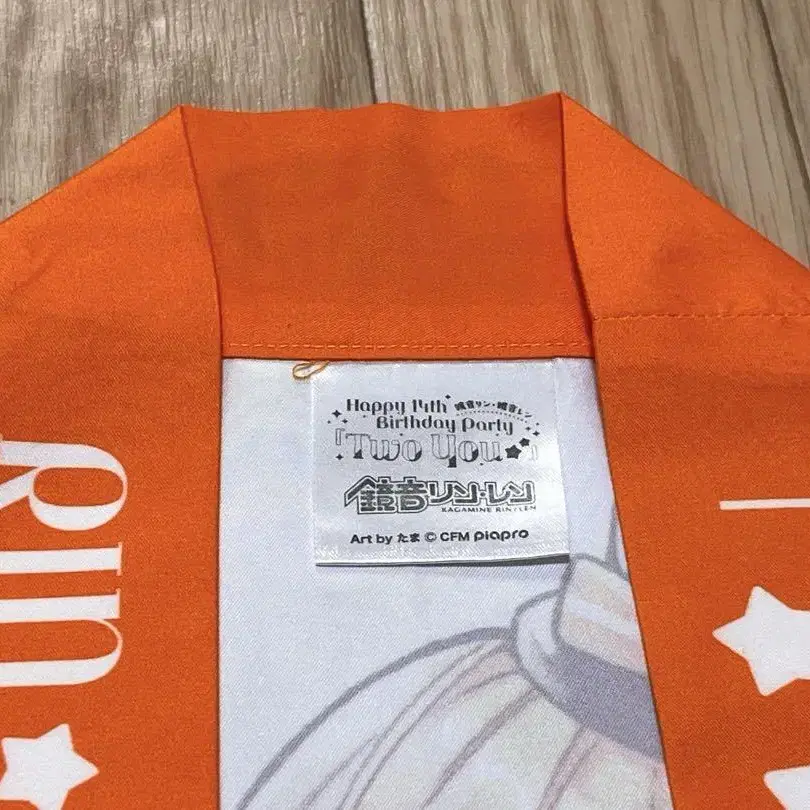 Happy 14th 鏡音リン・鏡音レン
Birthday Party
「Two You」
鏡音リン・レン
KAGAMINE RIN/LEN
Art by たま © CFM piapro
RIN